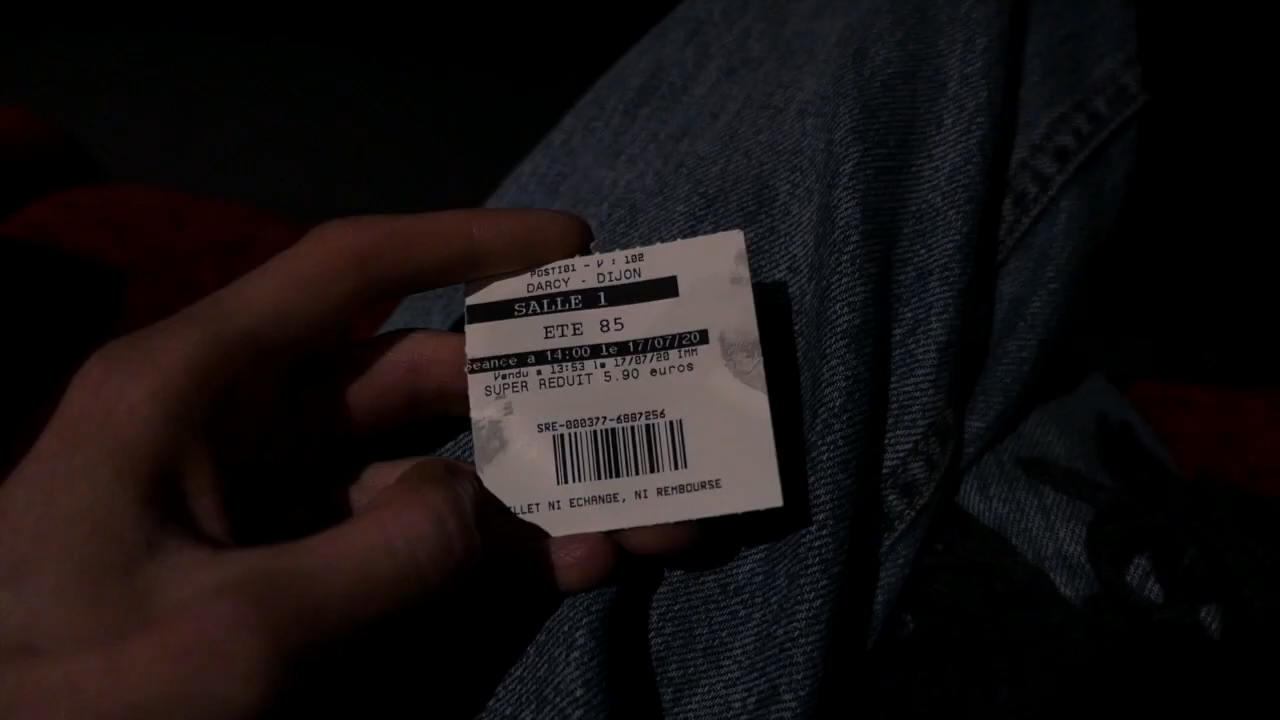 POSTI01 - V : 102
DARCY - DIJON
SALLE 1
ETE 85
Seance a 14:00 le 17/07/20
Vendu a 13:53 le 17/07/20 IMM
SUPER REDUIT 5.90 euros
SRE-000377-6887256
LLET NI ECHANGE, NI REMBOURSE